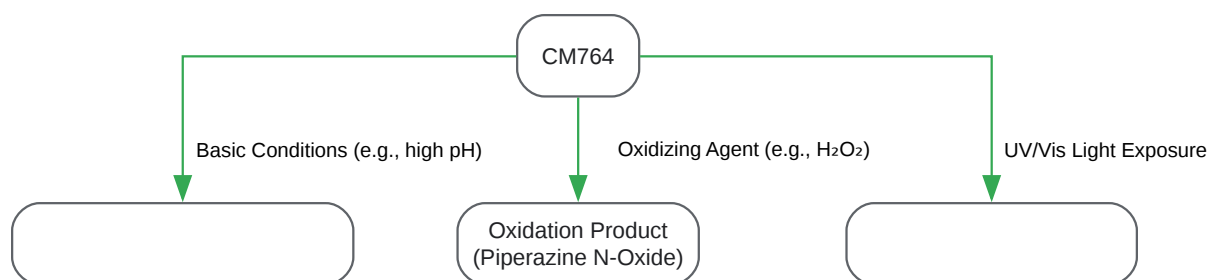 CM764
Basic Conditions (e.g., high pH)
Oxidizing Agent (e.g., H₂O₂)
UV/Vis Light Exposure
Oxidation Product
(Piperazine N-Oxide)